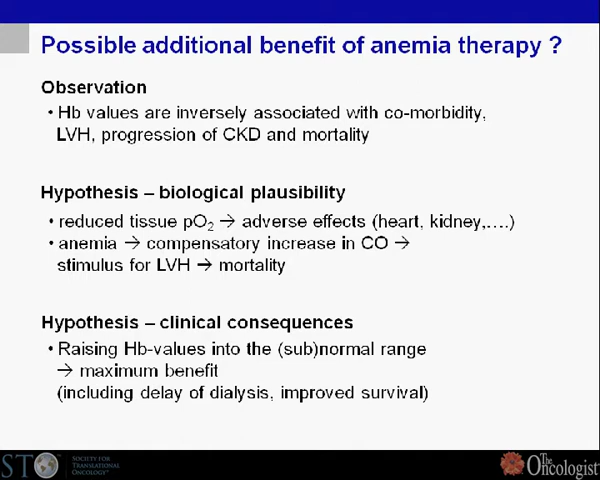 Possible additional benefit of anemia therapy ?
Observation
• Hb values are inversely associated with co-morbidity,
LVH, progression of CKD and mortality
Hypothesis – biological plausibility
• reduced tissue pO₂ → adverse effects (heart, kidney,….)
• anemia → compensatory increase in CO →
stimulus for LVH → mortality
Hypothesis – clinical consequences
• Raising Hb-values into the (sub)normal range
→ maximum benefit
(including delay of dialysis, improved survival)
STO
SOCIETY FOR
TRANSLATIONAL
ONCOLOGY
The
Oncologist